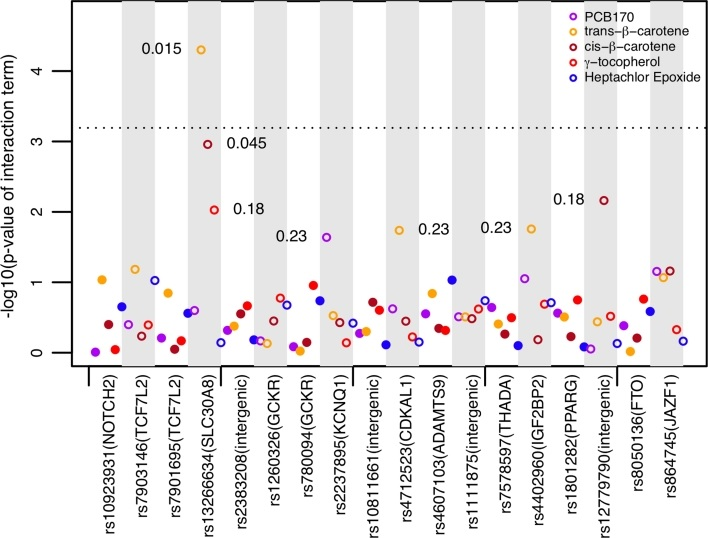 PCB170
trans−β−carotene
cis−β−carotene
γ−tocopherol
Heptachlor Epoxide
-log10(p-value of interaction term)
4
3
2
1
0
0.015
0.045
0.18
0.23
0.23
0.23
0.18
rs10923931(NOTCH2)
rs7903146(TCF7L2)
rs7901695(TCF7L2)
rs13266634(SLC30A8)
rs2383208(intergenic)
rs1260326(GCKR)
rs780094(GCKR)
rs2237895(KCNQ1)
rs10811661(intergenic)
rs4712523(CDKAL1)
rs4607103(ADAMTS9)
rs1111875(intergenic)
rs7578597(THADA)
rs4402960(IGF2BP2)
rs1801282(PPARG)
rs12779790(intergenic)
rs8050136(FTO)
rs864745(JAZF1)